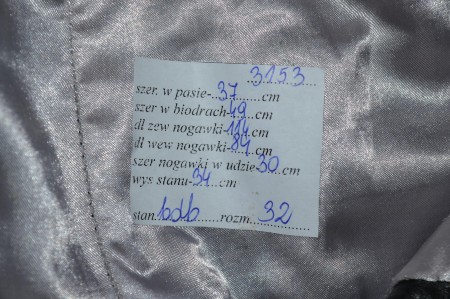 3153
szer. w pasie-..37........cm
szer w biodrach-49...cm
dł zew nogawki-114.cm
dł wew nogawki-84.cm
szer nogawki w udzie-30.cm
wys stanu-34..cm
stan.bdb......rozm..32